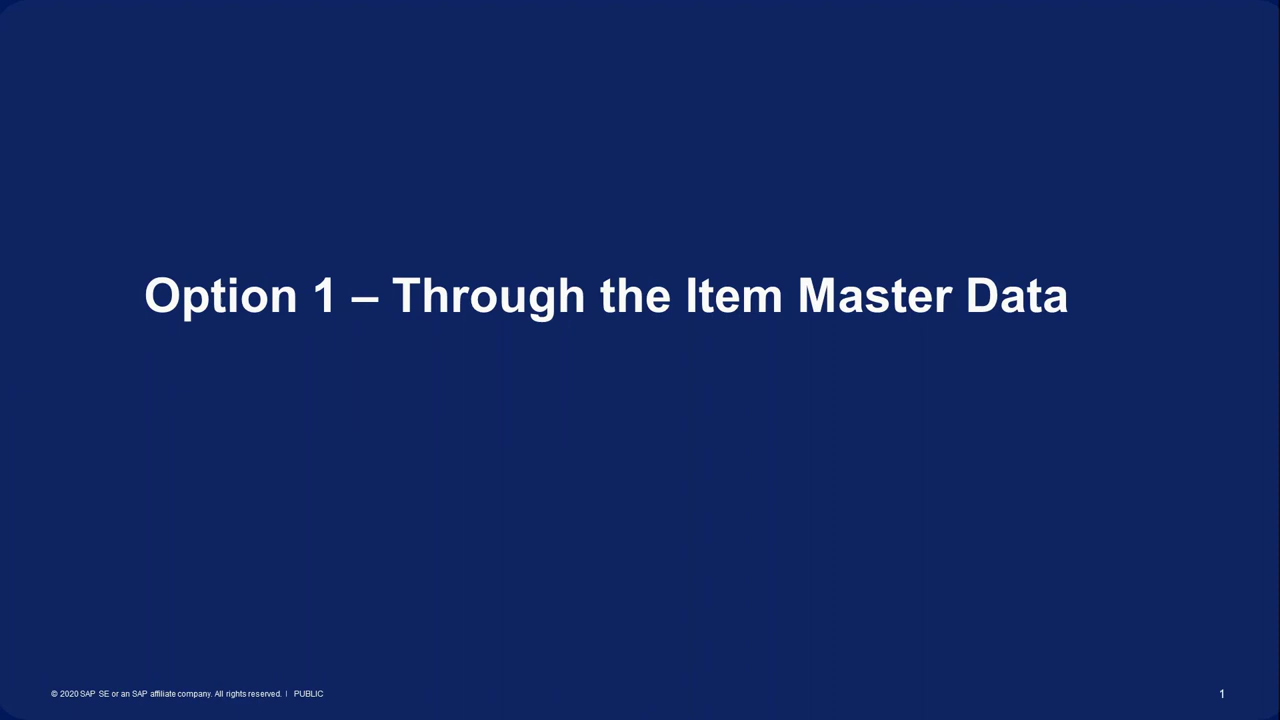 Option 1 – Through the Item Master Data
© 2020 SAP SE or an SAP affiliate company. All rights reserved. | PUBLIC
1